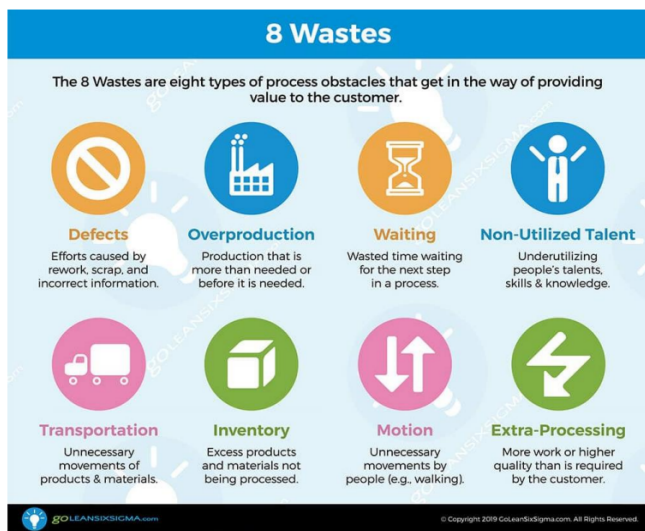 8 Wastes
The 8 Wastes are eight types of process obstacles that get in the way of providing
value to the customer.
Defects
Efforts caused by
rework, scrap, and
incorrect information.
Overproduction
Production that is
more than needed or
before it is needed.
Waiting
Wasted time waiting
for the next step
in a process.
Non-Utilized Talent
Underutilizing
people's talents,
skills & knowledge.
Transportation
Unnecessary
movements of
products & materials.
Inventory
Excess products
and materials not
being processed.
Motion
Unnecessary
movements by
people (e.g., walking).
Extra-Processing
More work or higher
quality than is required
by the customer.
goLEANSIXSIGMA.com
© Copyright 2019 GoLeanSixSigma.com. All Rights Reserved.